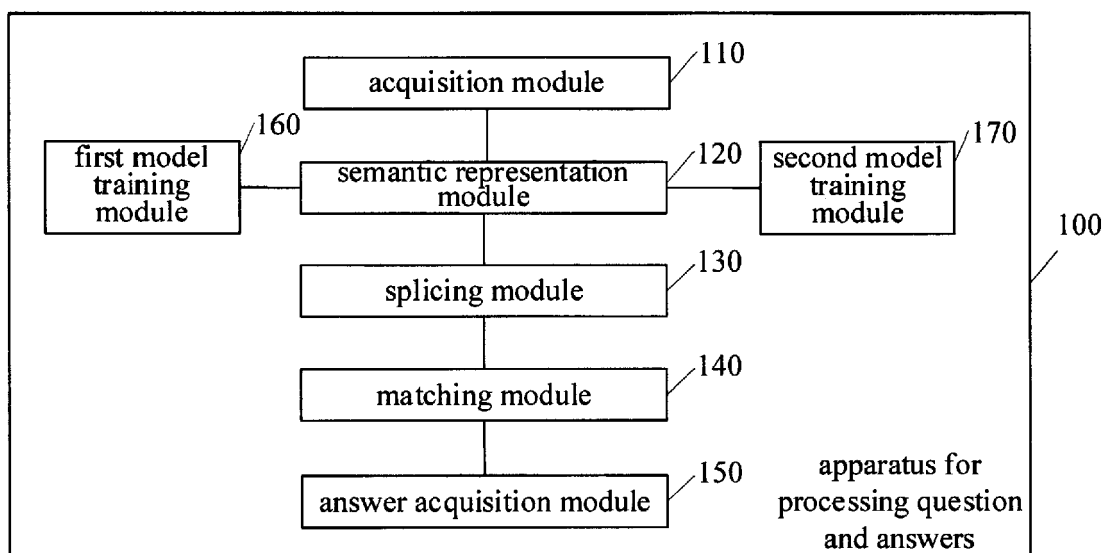 110
acquisition module
160
first model
training
module
120
semantic representation
module
170
second model
training
module
100
130
splicing module
140
matching module
150
answer acquisition module
apparatus for
processing question
and answers